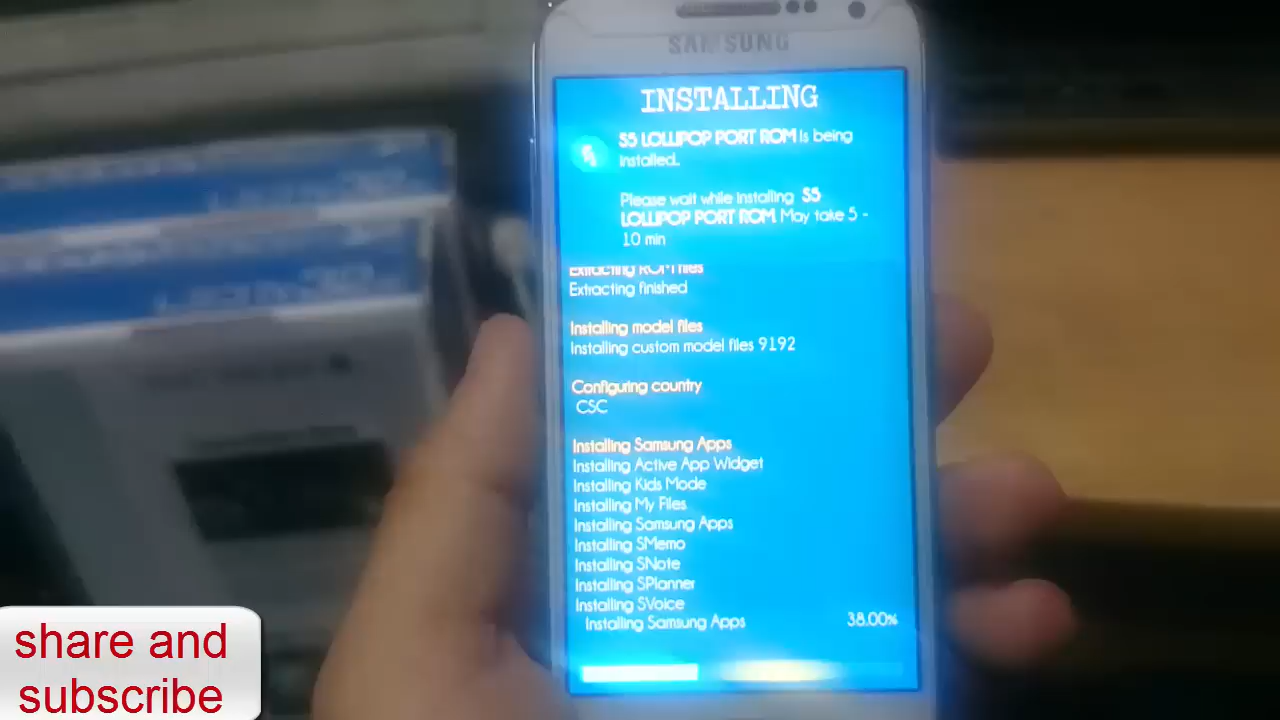 SAMSUNG
INSTALLING
S5 LOLLIPOP PORT ROM is being
installed..
Please wait while installing S5
LOLLIPOP PORT ROM. May take 5 -
10 min
Extracting ROM files
Extracting finished
Installing model files
Installing custom model files 9192
Configuring country
CSC
Installing Samsung Apps
Installing Active App Widget
Installing Kids Mode
Installing My Files
Installing Samsung Apps
Installing SMemo
Installing SNote
Installing SPlanner
Installing SVoice
Installing Samsung Apps 38.00%
share and
subscribe